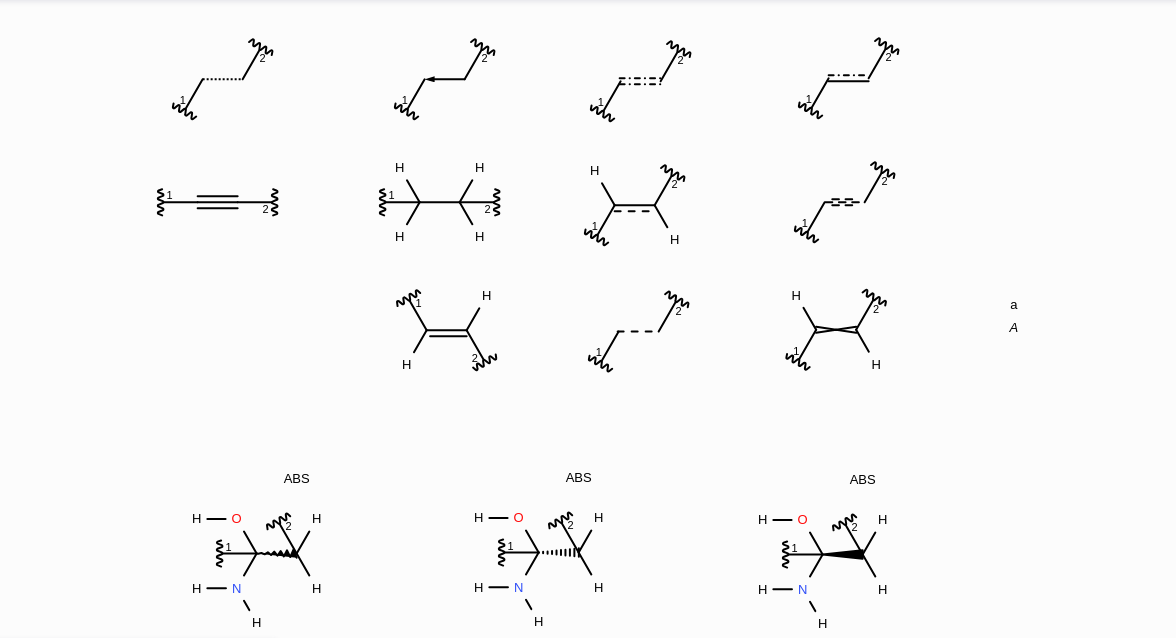 2 2 2 2
1 1 1 1
H H H 2 2
1 2 1 2 1 1
H H H
1 H 2 H 2 a
A
H 2 1 1 H
ABS ABS ABS
H O 2 H H O 2 H H O 2 H
1 1 1
H N H H N H H N H
H H H